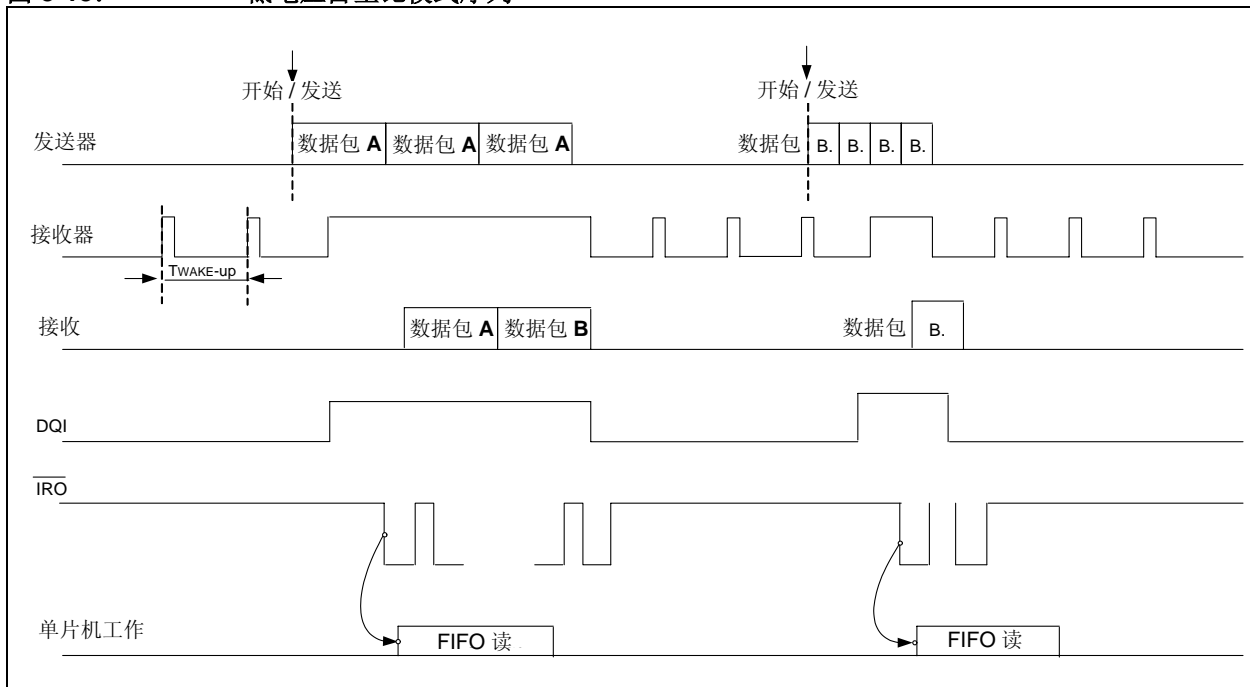 开始 / 发送
开始 / 发送
发送器
数据包 A
数据包 A
数据包 A
数据包
B.
B.
B.
B.
接收器
TWAKE-up
接收
数据包 A
数据包 B
数据包
B.
DQI
IRO
单片机工作
FIFO 读
FIFO 读